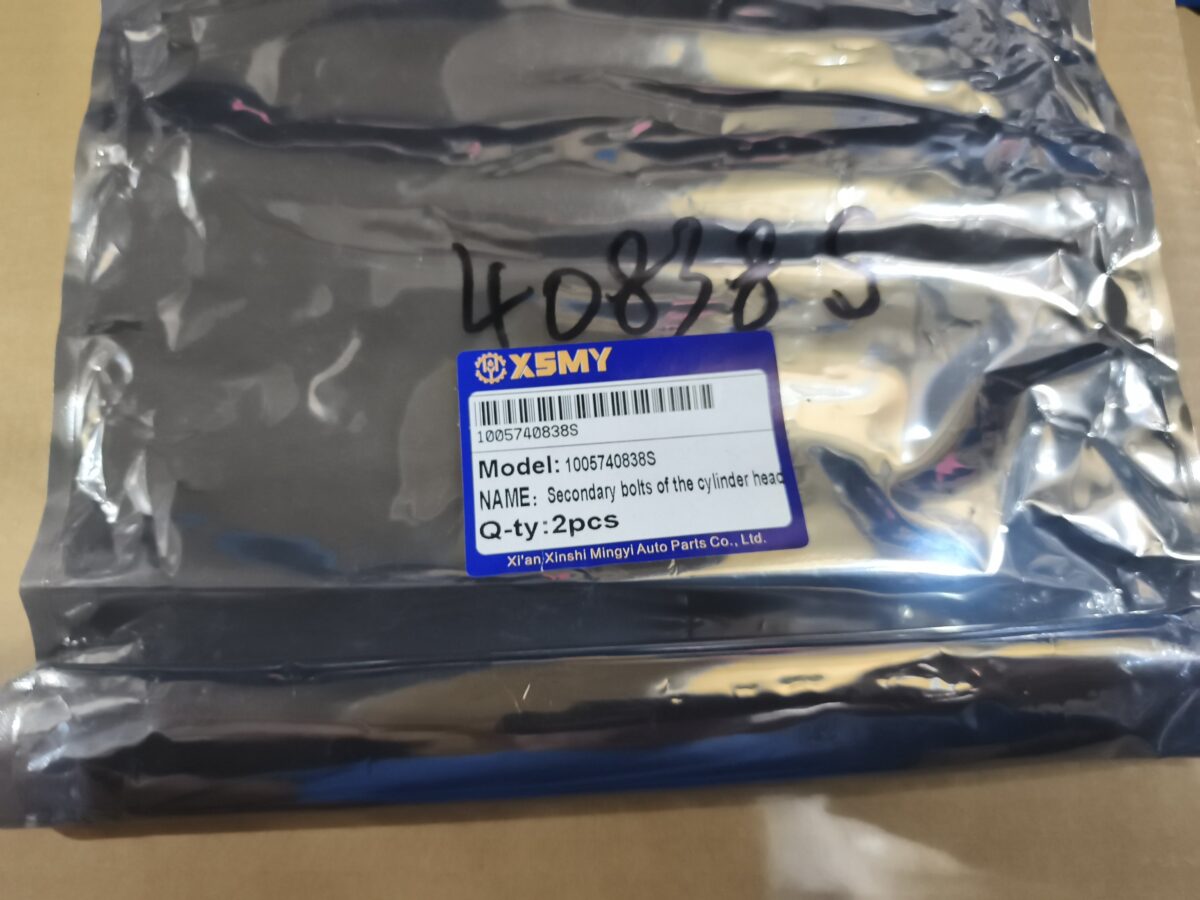 40838S
X5MY
1005740838S
Model: 1005740838S
NAME: Secondary bolts of the cylinder head
Q-ty:2pcs
Xi'an Xinshi Mingyi Auto Parts Co., Ltd.